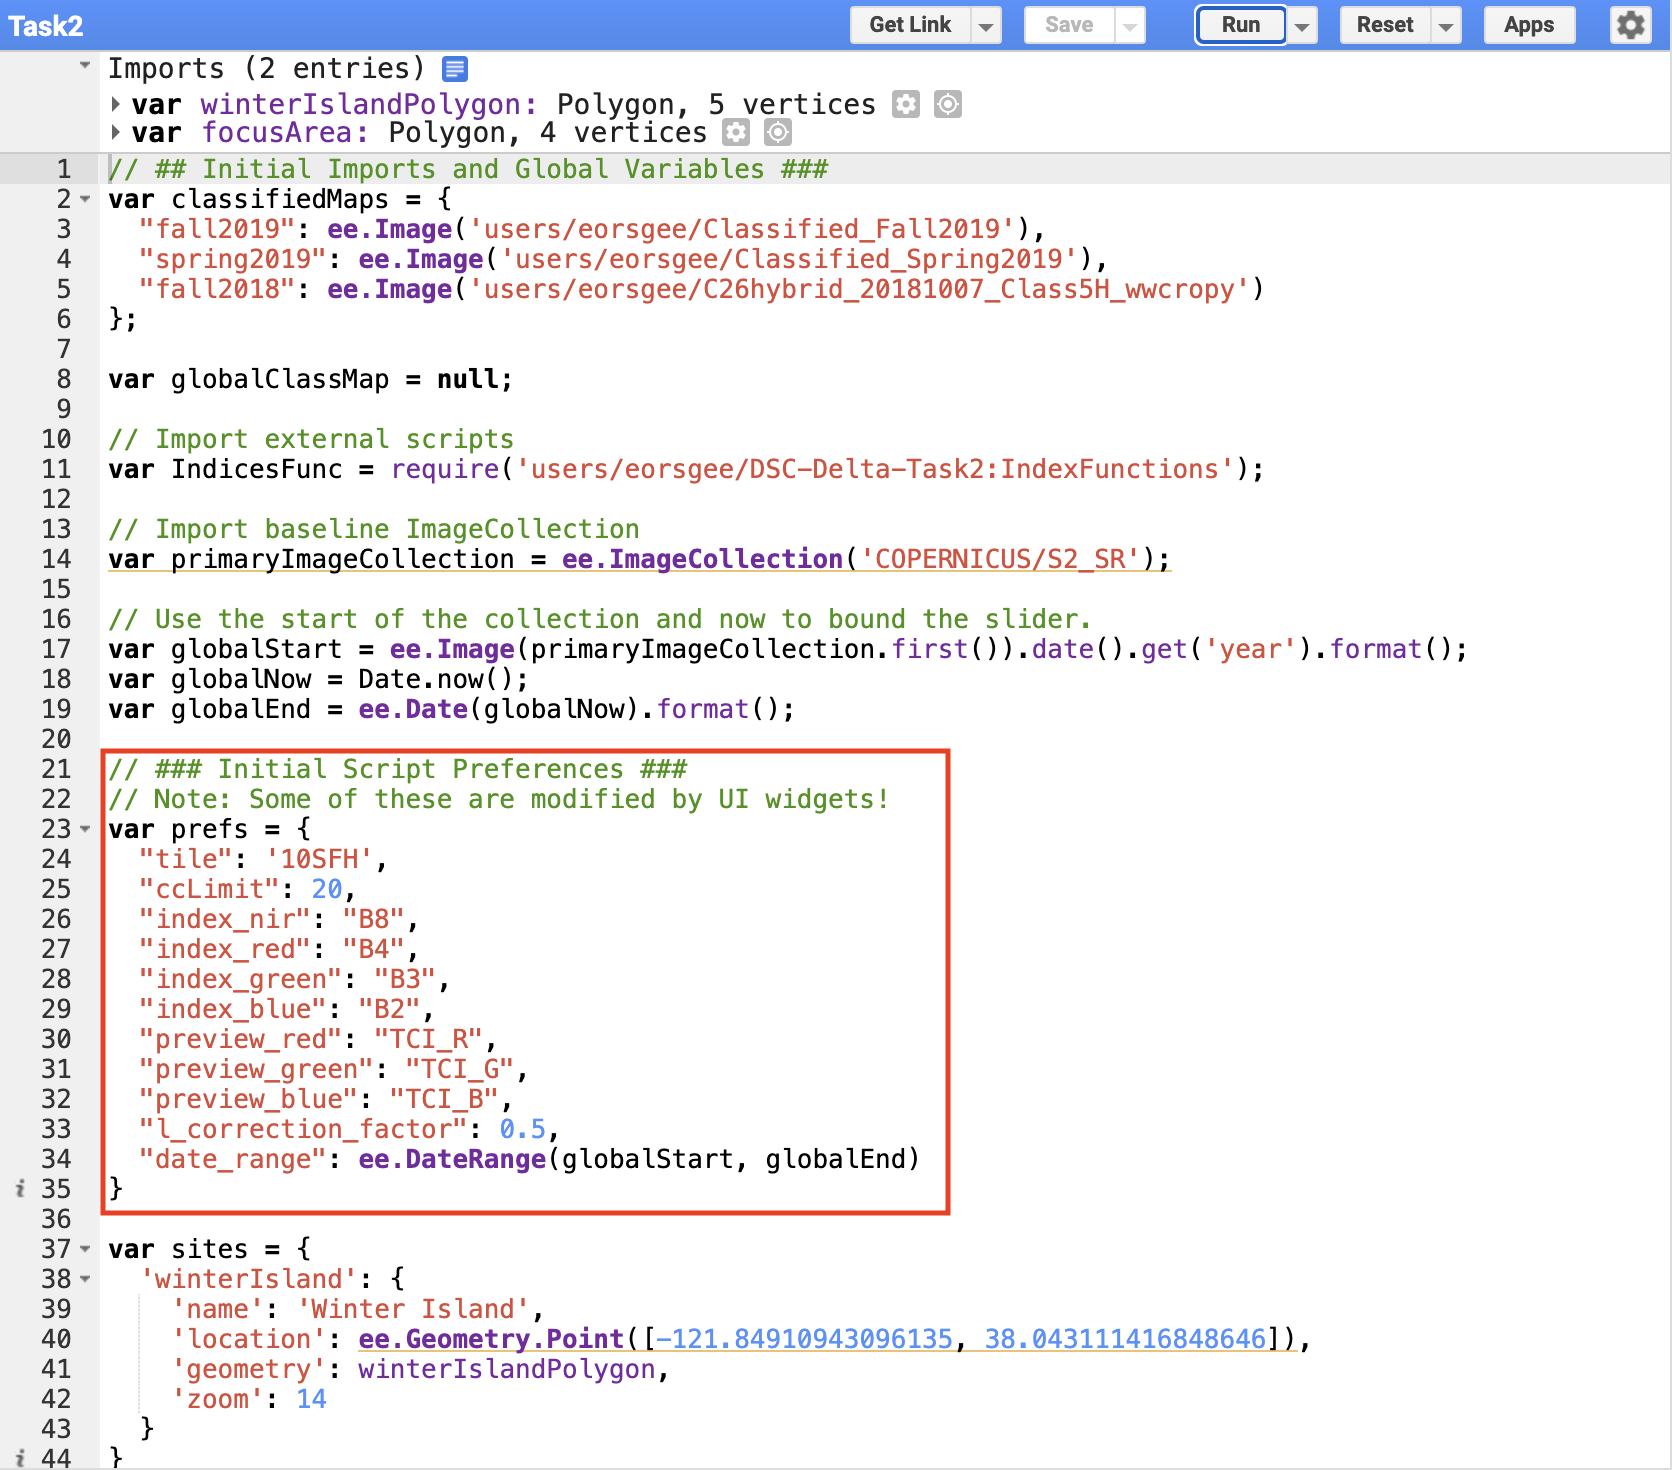 Task2 Get Link Save Run Reset Apps
Imports (2 entries)
var winterIslandPolygon: Polygon, 5 vertices
var focusArea: Polygon, 4 vertices
1 // ## Initial Imports and Global Variables ###
2 var classifiedMaps = {
3 "fall2019": ee.Image('users/eorsgee/Classified_Fall2019'),
4 "spring2019": ee.Image('users/eorsgee/Classified_Spring2019'),
5 "fall2018": ee.Image('users/eorsgee/C26hybrid_20181007_Class5H_wwcropy')
6 };
7
8 var globalClassMap = null;
9
10 // Import external scripts
11 var IndicesFunc = require('users/eorsgee/DSC-Delta-Task2:IndexFunctions');
12
13 // Import baseline ImageCollection
14 var primaryImageCollection = ee.ImageCollection('COPERNICUS/S2_SR');
15
16 // Use the start of the collection and now to bound the slider.
17 var globalStart = ee.Image(primaryImageCollection.first()).date().get('year').format();
18 var globalNow = Date.now();
19 var globalEnd = ee.Date(globalNow).format();
20
21 // ### Initial Script Preferences ###
22 // Note: Some of these are modified by UI widgets!
23 var prefs = {
24 "tile": '10SFH',
25 "ccLimit": 20,
26 "index_nir": "B8",
27 "index_red": "B4",
28 "index_green": "B3",
29 "index_blue": "B2",
30 "preview_red": "TCI_R",
31 "preview_green": "TCI_G",
32 "preview_blue": "TCI_B",
33 "l_correction_factor": 0.5,
34 "date_range": ee.DateRange(globalStart, globalEnd)
i 35 }
36
37 var sites = {
38 'winterIsland': {
39 'name': 'Winter Island',
40 'location': ee.Geometry.Point([-121.84910943096135, 38.043111416848646]),
41 'geometry': winterIslandPolygon,
42 'zoom': 14
43 }
i 44 }